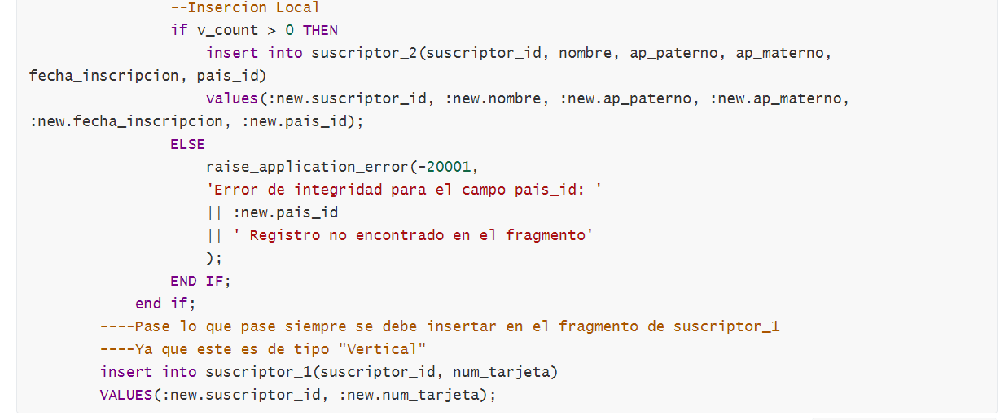 --Insercion Local
if v_count > 0 THEN
insert into suscriptor_2(suscriptor_id, nombre, ap_paterno, ap_materno,
fecha_inscripcion, pais_id)
values(:new.suscriptor_id, :new.nombre, :new.ap_paterno, :new.ap_materno,
:new.fecha_inscripcion, :new.pais_id);
ELSE
raise_application_error(-20001,
'Error de integridad para el campo pais_id: '
|| :new.pais_id
|| ' Registro no encontrado en el fragmento'
);
END IF;
end if;
----Pase lo que pase siempre se debe insertar en el fragmento de suscriptor_1
----Ya que este es de tipo "Vertical"
insert into suscriptor_1(suscriptor_id, num_tarjeta)
VALUES(:new.suscriptor_id, :new.num_tarjeta);